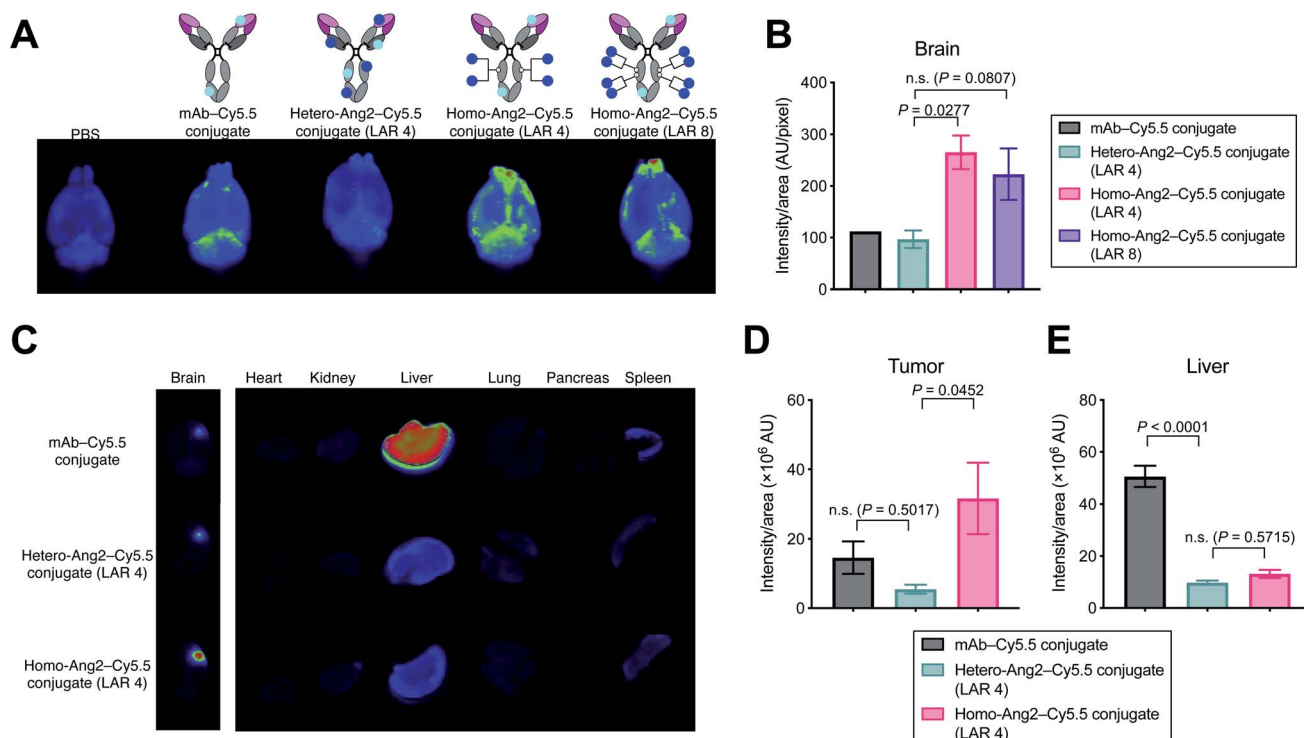 A
mAb–Cy5.5
conjugate
Hetero-Ang2–Cy5.5
conjugate (LAR 4)
Homo-Ang2–Cy5.5
conjugate (LAR 4)
Homo-Ang2–Cy5.5
conjugate (LAR 8)
PBS
B
Brain
Intensity/area (AU/pixel)
400
300
200
100
0
n.s. (P = 0.0807)
P = 0.0277
mAb–Cy5.5 conjugate
Hetero-Ang2–Cy5.5 conjugate
(LAR 4)
Homo-Ang2–Cy5.5 conjugate
(LAR 4)
Homo-Ang2–Cy5.5 conjugate
(LAR 8)
C
Brain Heart Kidney Liver Lung Pancreas Spleen
mAb–Cy5.5
conjugate
Hetero-Ang2–Cy5.5
conjugate (LAR 4)
Homo-Ang2–Cy5.5
conjugate (LAR 4)
D
Tumor
Intensity/area (×10⁶ AU)
60
40
20
0
P = 0.0452
n.s. (P = 0.5017)
E
Liver
Intensity/area (×10⁶ AU)
80
60
40
20
0
P < 0.0001
n.s. (P = 0.5715)
mAb–Cy5.5 conjugate
Hetero-Ang2–Cy5.5 conjugate
(LAR 4)
Homo-Ang2–Cy5.5 conjugate
(LAR 4)